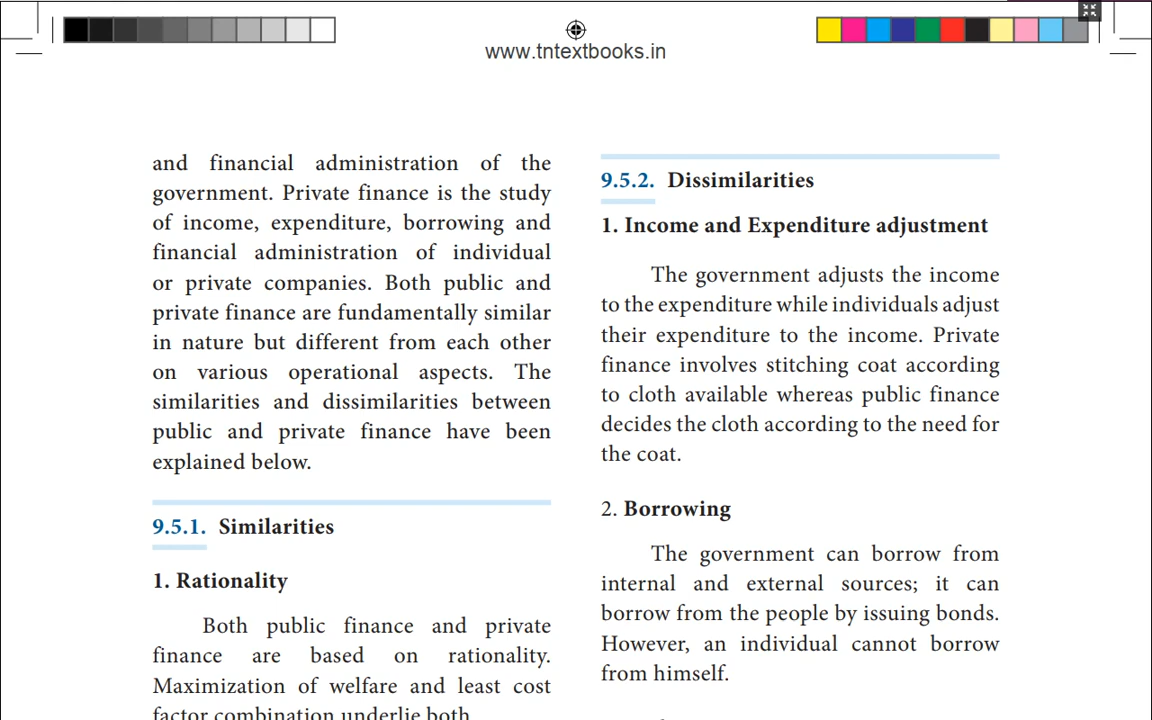 www.tntextbooks.in
and financial administration of the
government. Private finance is the study
of income, expenditure, borrowing and
financial administration of individual
or private companies. Both public and
private finance are fundamentally similar
in nature but different from each other
on various operational aspects. The
similarities and dissimilarities between
public and private finance have been
explained below.
9.5.1. Similarities
1. Rationality
Both public finance and private
finance are based on rationality.
Maximization of welfare and least cost
factor combination underlie both.
9.5.2. Dissimilarities
1. Income and Expenditure adjustment
The government adjusts the income
to the expenditure while individuals adjust
their expenditure to the income. Private
finance involves stitching coat according
to cloth available whereas public finance
decides the cloth according to the need for
the coat.
2. Borrowing
The government can borrow from
internal and external sources; it can
borrow from the people by issuing bonds.
However, an individual cannot borrow
from himself.